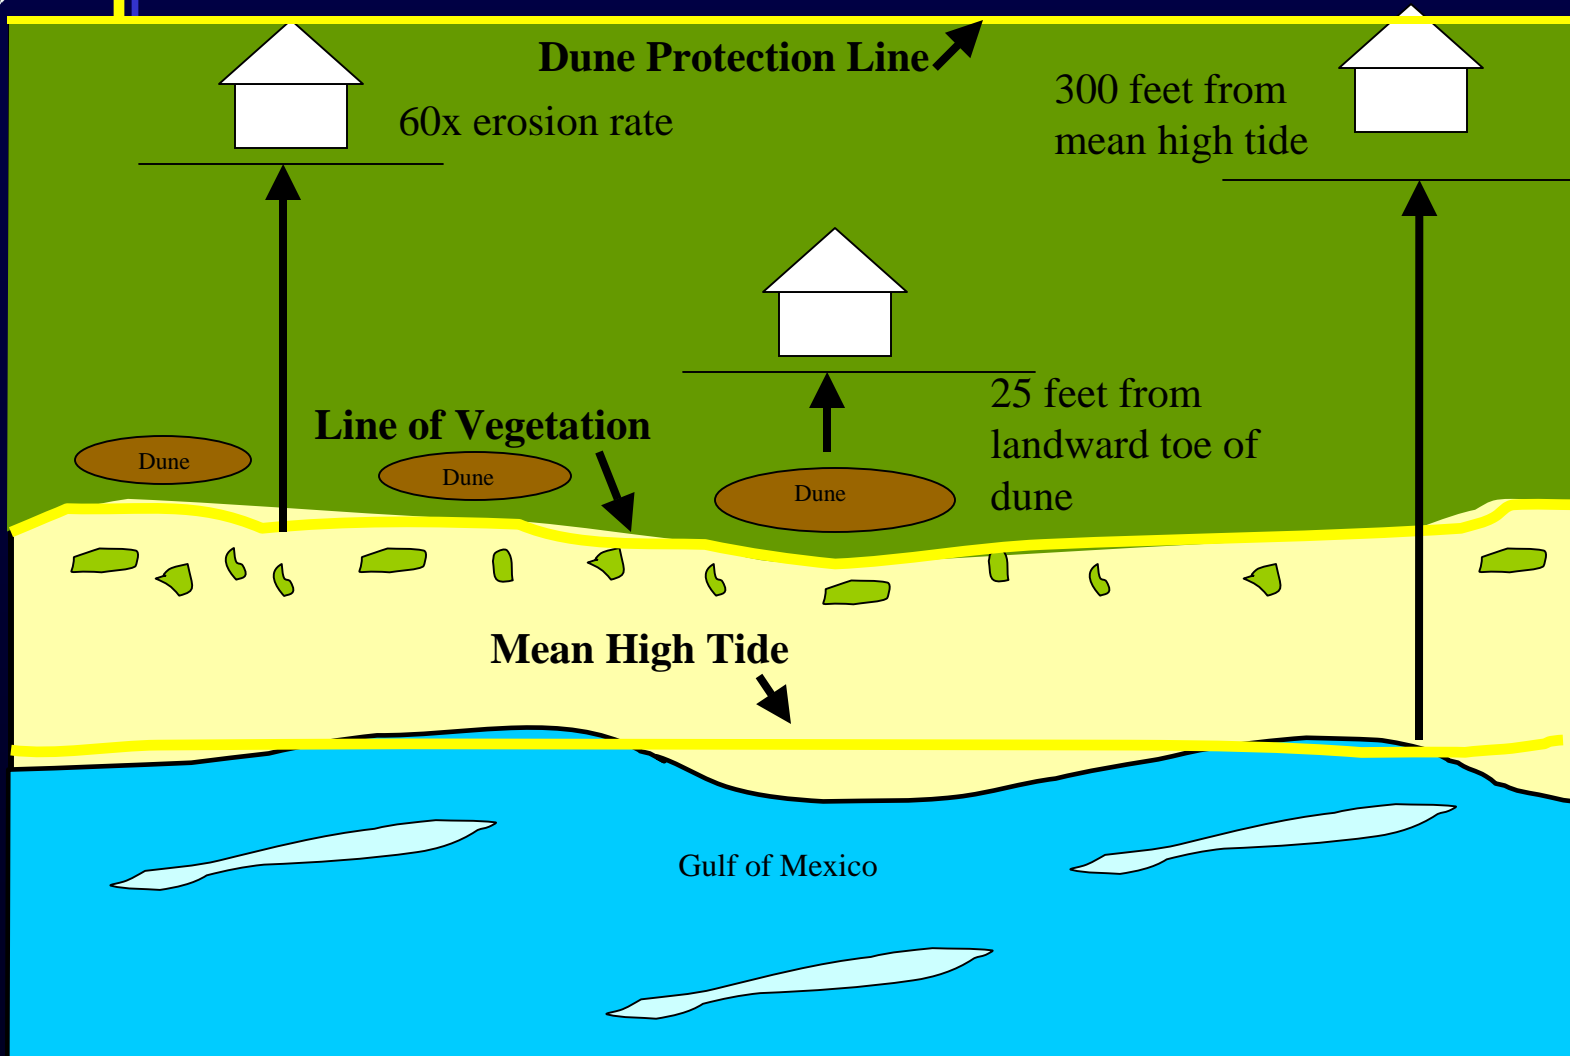 Dune Protection Line
60x erosion rate
300 feet from
mean high tide
25 feet from
landward toe of
dune
Line of Vegetation
Dune
Dune
Dune
Mean High Tide
Gulf of Mexico